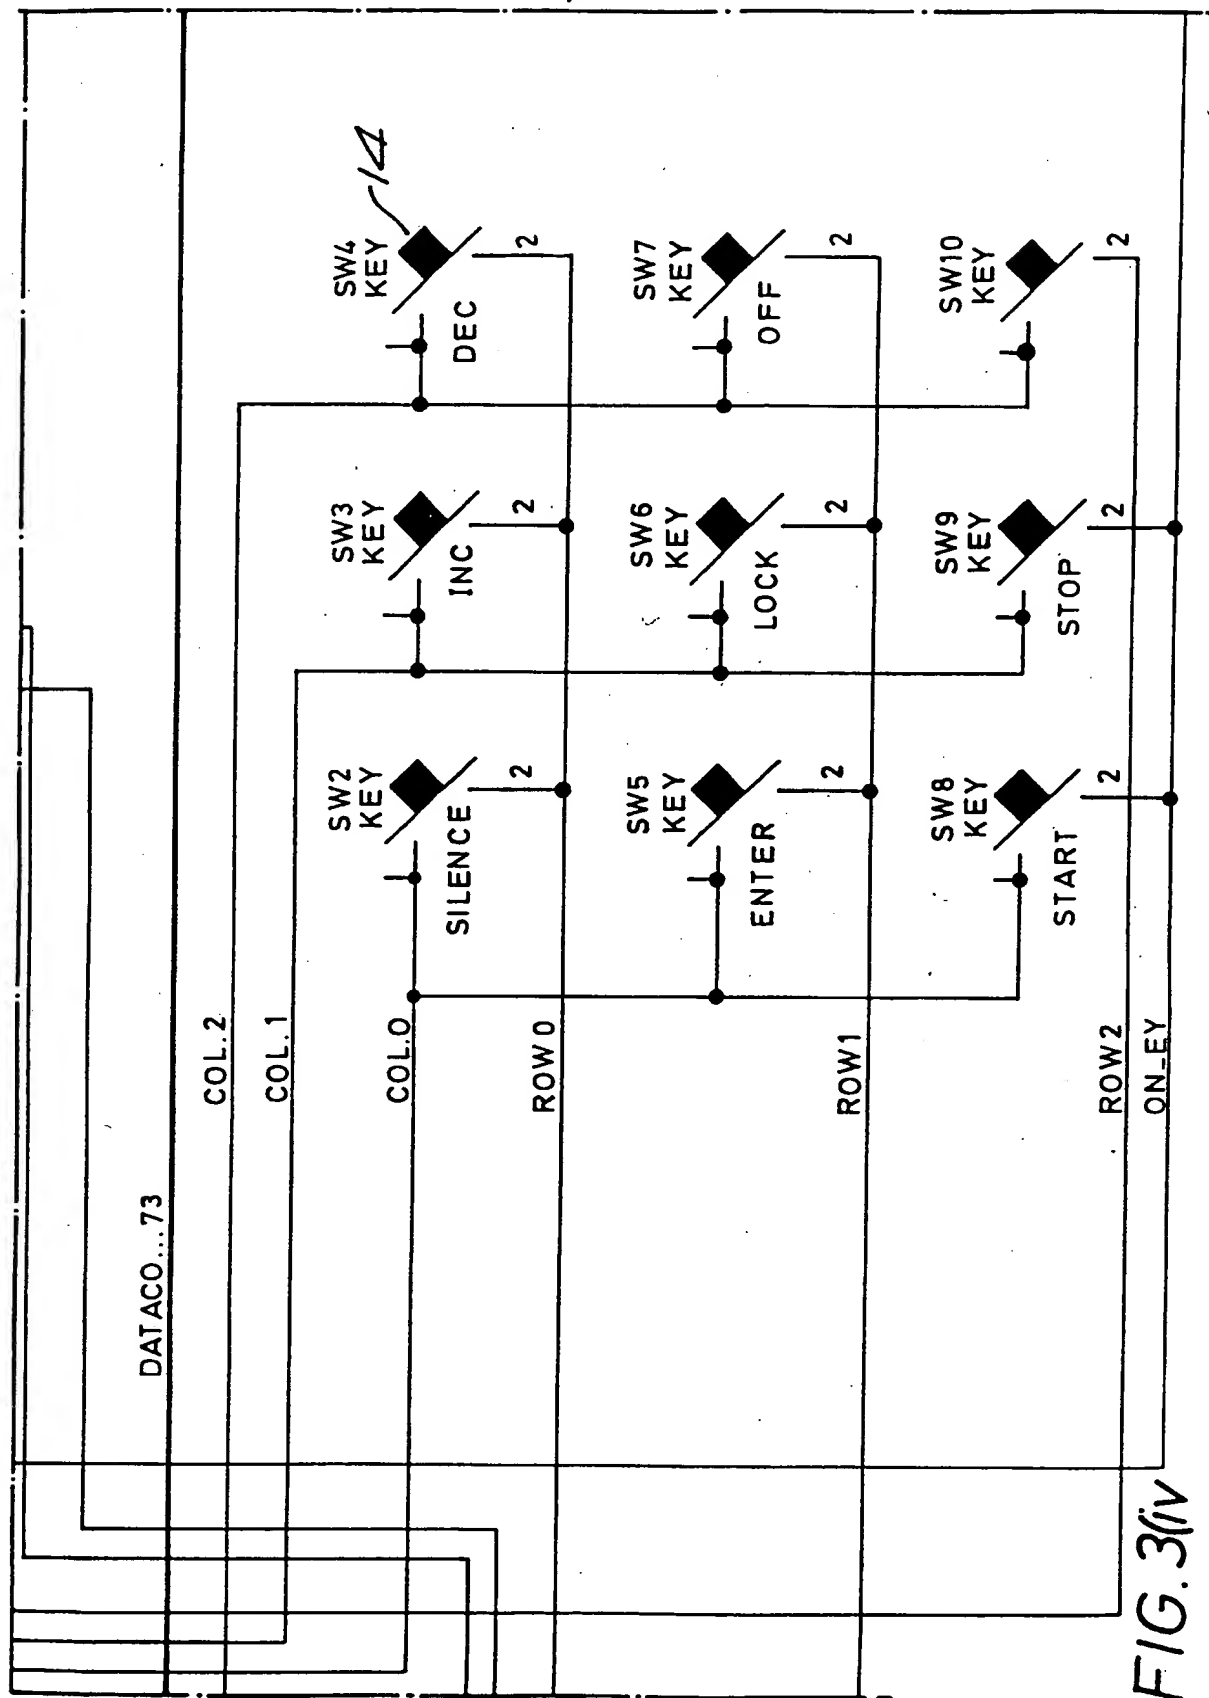 DATACO...73
COL.2
COL.1
COL.0
ROW0
ROW1
ROW2
ON_EY
SW2
KEY
2
SILENCE
SW3
KEY
2
INC
SW4
KEY
2
DEC
14
SW5
KEY
2
ENTER
SW6
KEY
2
LOCK
SW7
KEY
2
OFF
SW8
KEY
2
START
SW9
KEY
2
STOP
SW10
KEY
2
FIG. 3(iv